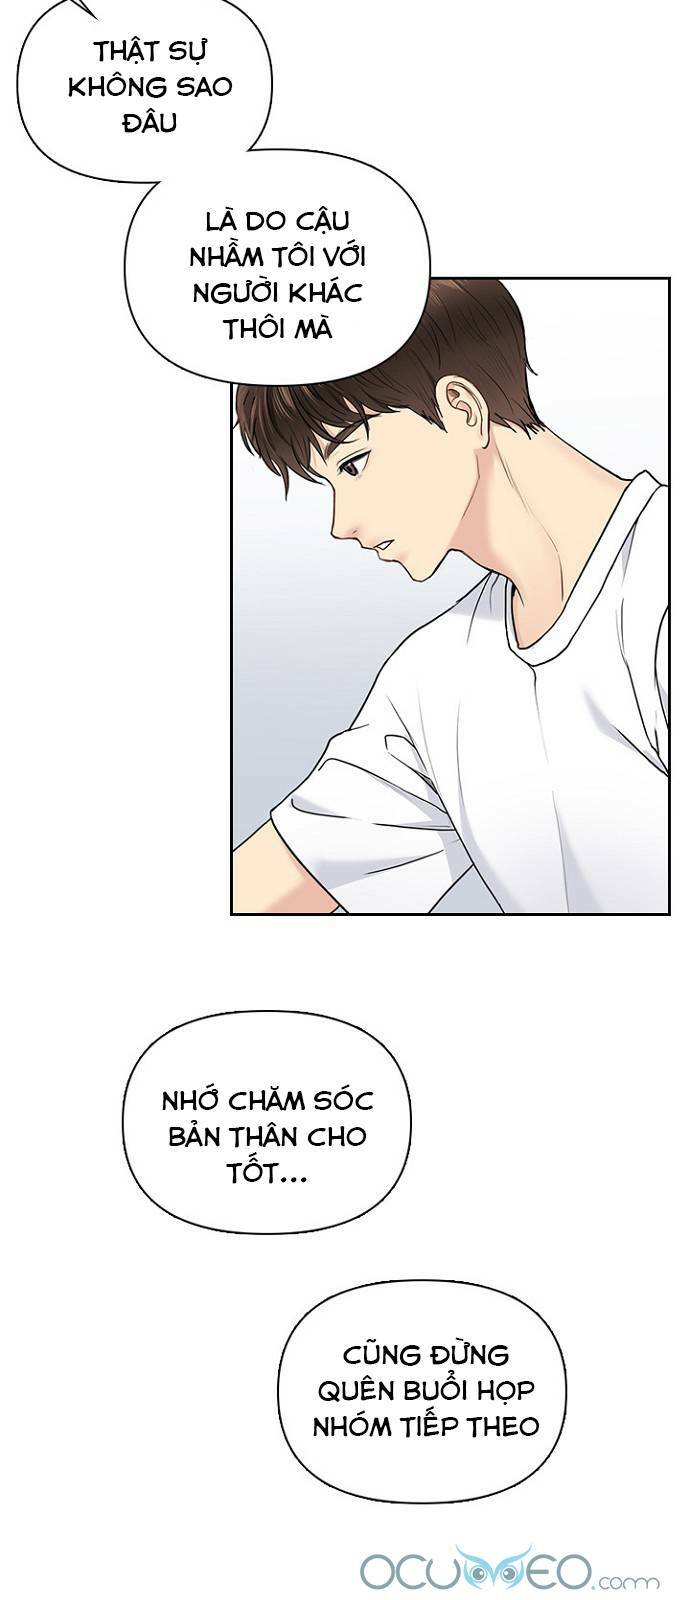 THẬT SỰ
KHÔNG SAO
ĐÂU
LÀ DO CẬU
NHẦM TÔI VỚI
NGƯỜI KHÁC
THÔI MÀ
NHỚ CHĂM SÓC
BẢN THÂN CHO
TỐT...
CŨNG ĐỪNG
QUÊN BUỔI HỌP
NHÓM TIẾP THEO
OCUMEO.comm